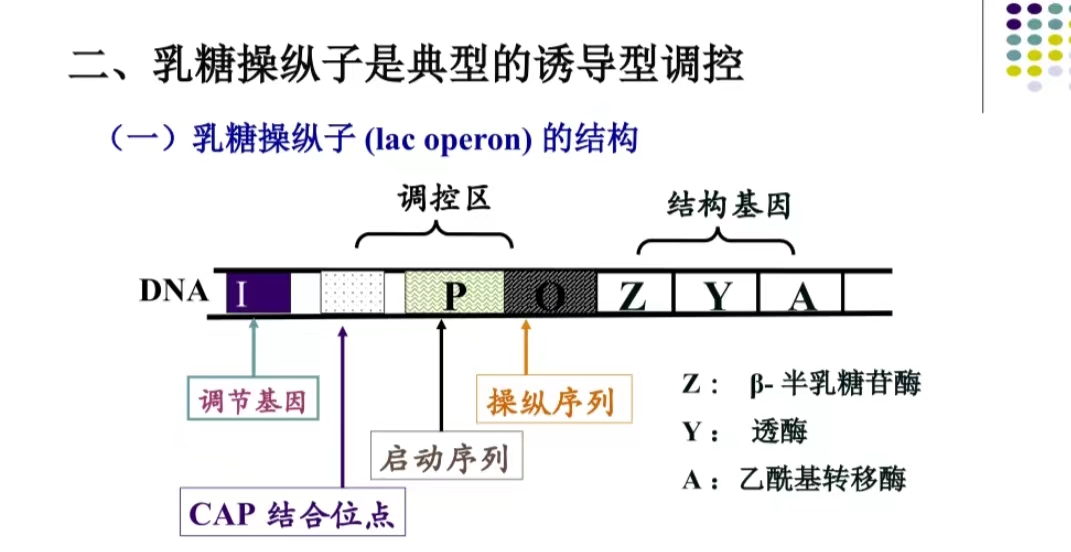 二、乳糖操纵子是典型的诱导型调控
（一）乳糖操纵子 (lac operon) 的结构
调控区
结构基因
DNA I P O Z Y A
调节基因
操纵序列
启动序列
CAP 结合位点
Z： β- 半乳糖苷酶
Y： 透酶
A：乙酰基转移酶